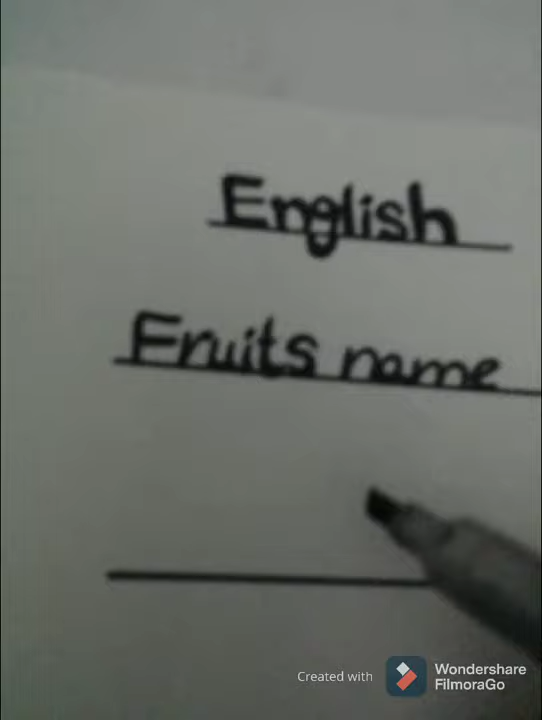 English
Fruits name
Created with
Wondershare
FilmoraGo